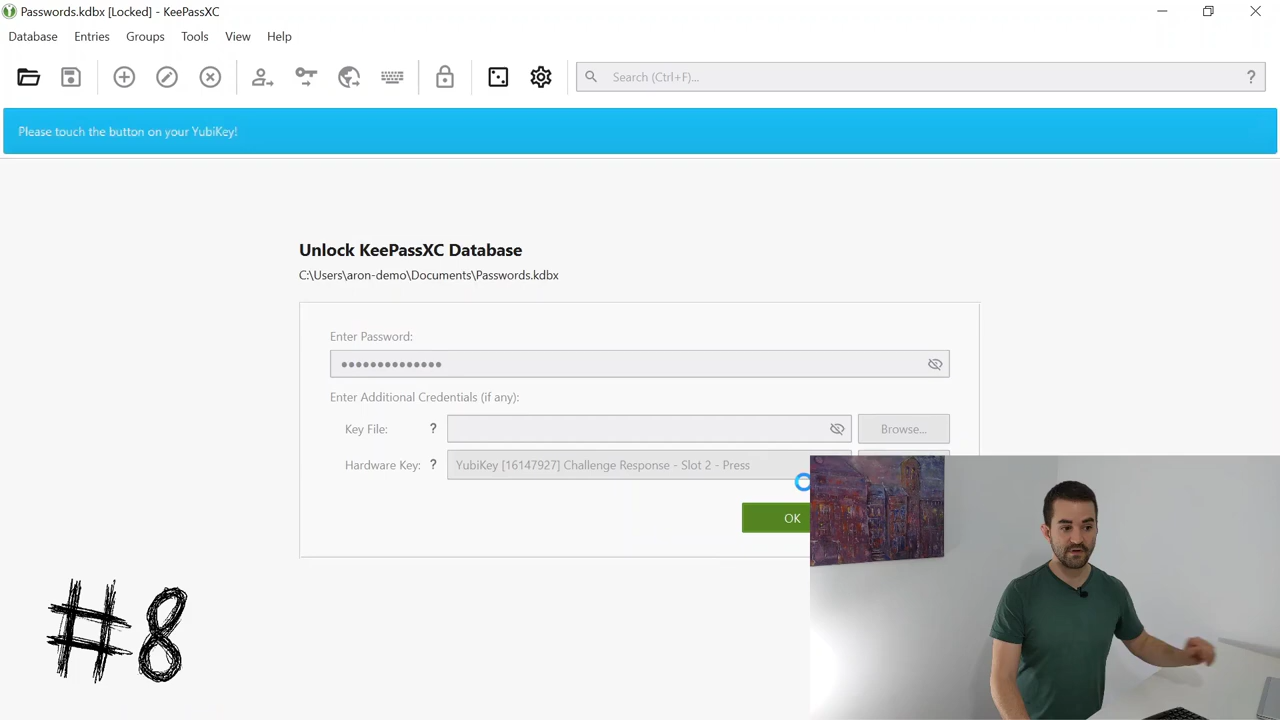 Passwords.kdbx [Locked] - KeePassXC
Database Entries Groups Tools View Help
Search (Ctrl+F)...
?
Please touch the button on your YubiKey!
Unlock KeePassXC Database
C:\Users\aron-demo\Documents\Passwords.kdbx
Enter Password:
●●●●●●●●●●●●●●
Enter Additional Credentials (if any):
Key File: ? Browse...
Hardware Key: ? YubiKey [16147927] Challenge Response - Slot 2 - Press
OK
#8